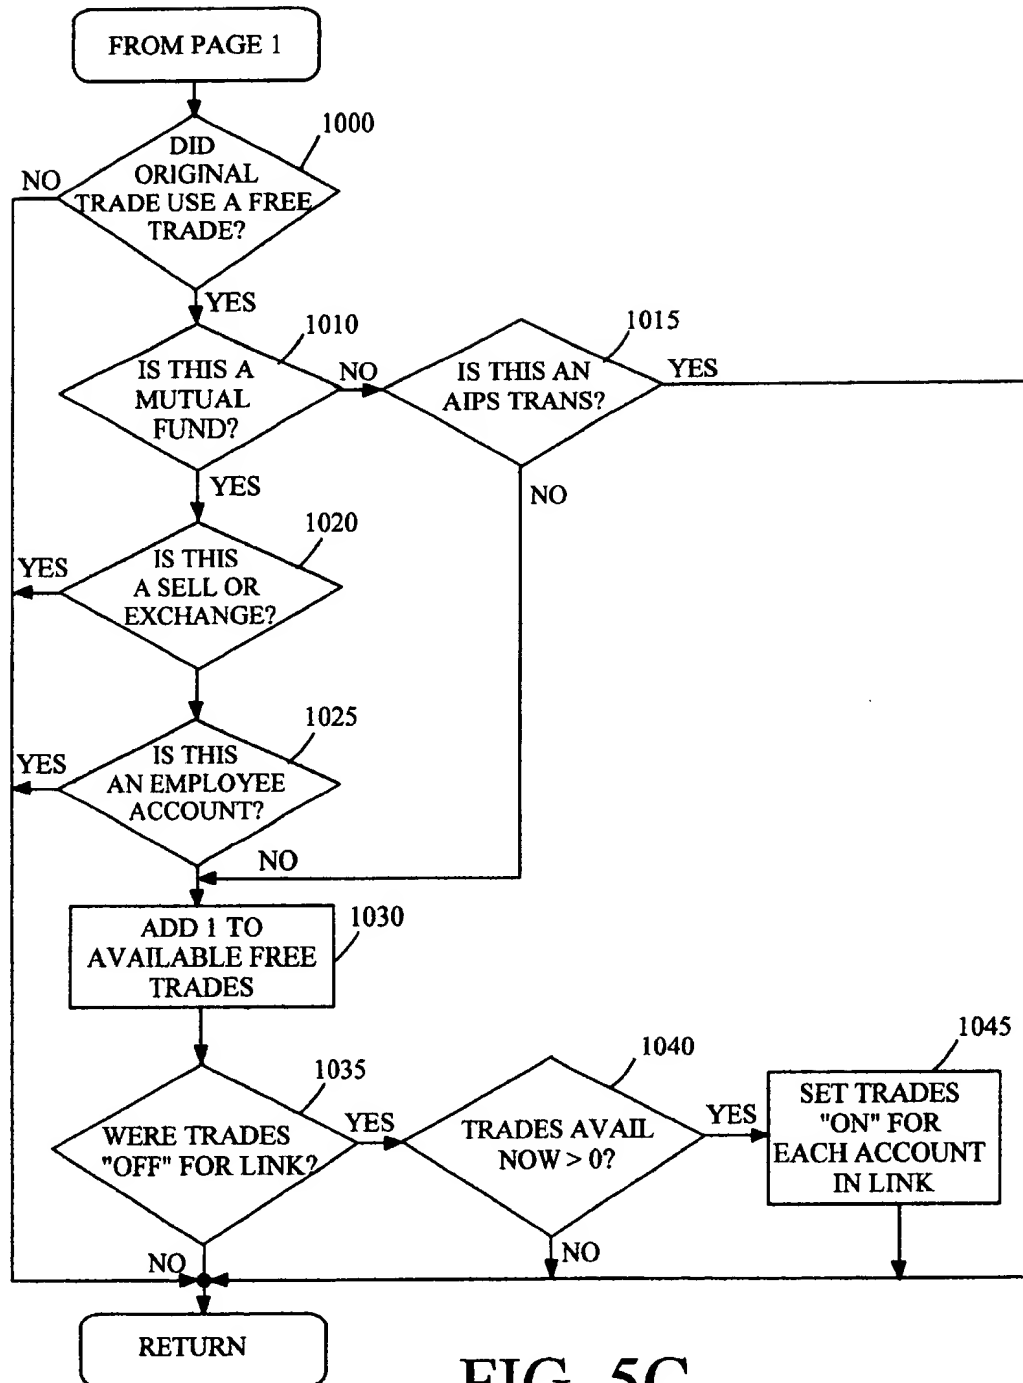 FROM PAGE 1
1000
DID
ORIGINAL
TRADE USE A FREE
TRADE?
NO
YES
1010
IS THIS A
MUTUAL
FUND?
NO
1015
IS THIS AN
AIPS TRANS?
YES
YES
NO
1020
IS THIS
A SELL OR
EXCHANGE?
YES
1025
IS THIS
AN EMPLOYEE
ACCOUNT?
YES
NO
1030
ADD 1 TO
AVAILABLE FREE
TRADES
1035
WERE TRADES
"OFF" FOR LINK?
YES
1040
TRADES AVAIL
NOW > 0?
YES
1045
SET TRADES
"ON" FOR
EACH ACCOUNT
IN LINK
NO
NO
RETURN
FIG. 5C